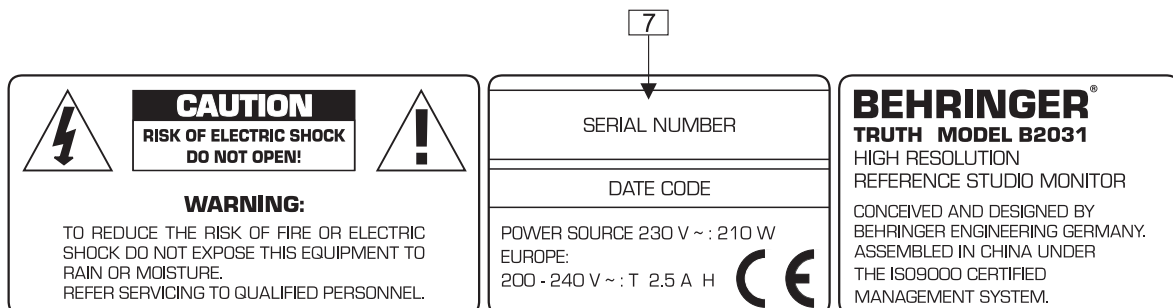 7
CAUTION
RISK OF ELECTRIC SHOCK
DO NOT OPEN!
WARNING:
TO REDUCE THE RISK OF FIRE OR ELECTRIC
SHOCK DO NOT EXPOSE THIS EQUIPMENT TO
RAIN OR MOISTURE.
REFER SERVICING TO QUALIFIED PERSONNEL.
SERIAL NUMBER
DATE CODE
POWER SOURCE 230 V ~ : 210 W
EUROPE:
200 - 240 V ~ : T 2.5 A H
CE
BEHRINGER®
TRUTH MODEL B2031
HIGH RESOLUTION
REFERENCE STUDIO MONITOR
CONCEIVED AND DESIGNED BY
BEHRINGER ENGINEERING GERMANY.
ASSEMBLED IN CHINA UNDER
THE ISO9000 CERTIFIED
MANAGEMENT SYSTEM.